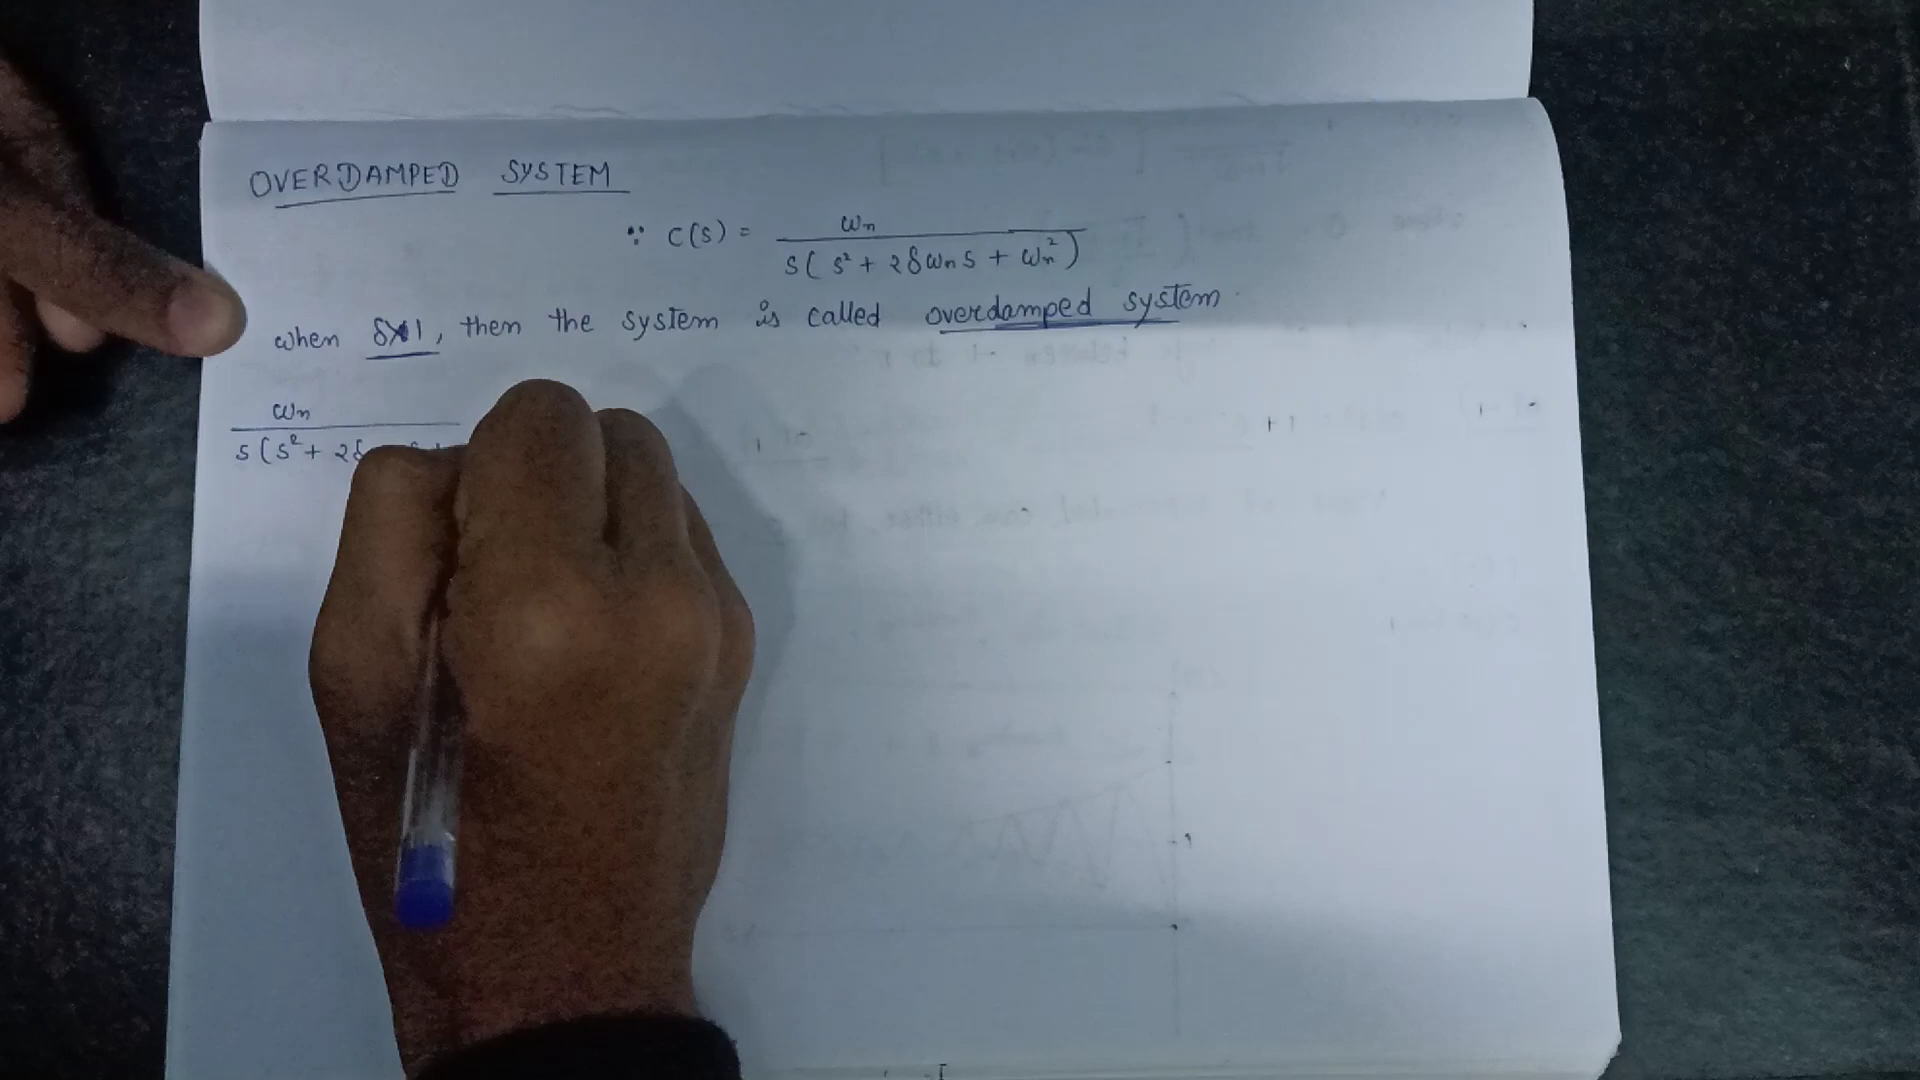 OVERDAMPED SYSTEM
∵ C(s) = ωn / s(s² + 2δωns + ωn²)
when δ>1, then the system is called overdamped system.
ωn
s(s² + 2δ